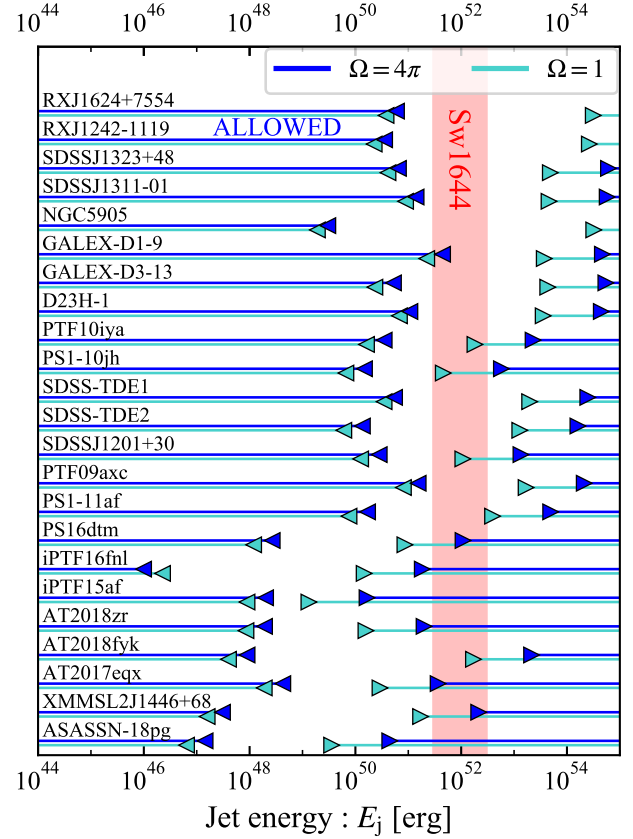 10^44 10^46 10^48 10^50 10^52 10^54
Ω = 4π Ω = 1
RXJ1624+7554
RXJ1242-1119
ALLOWED
Sw1644
SDSSJ1323+48
SDSSJ1311-01
NGC5905
GALEX-D1-9
GALEX-D3-13
D23H-1
PTF10iya
PS1-10jh
SDSS-TDE1
SDSS-TDE2
SDSSJ1201+30
PTF09axc
PS1-11af
PS16dtm
iPTF16fnl
iPTF15af
AT2018zr
AT2018fyk
AT2017eqx
XMMSL2J1446+68
ASASSN-18pg
10^44 10^46 10^48 10^50 10^52 10^54
Jet energy : E_j [erg]